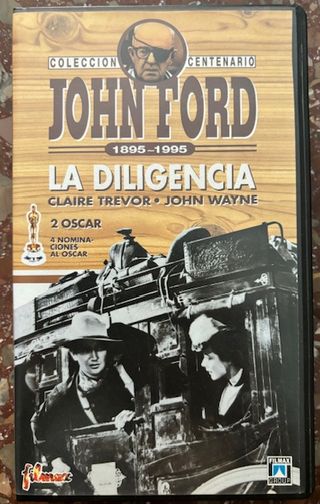 COLECCION CENTENARIO
JOHN FORD
1895-1995
LA DILIGENCIA
CLAIRE TREVOR • JOHN WAYNE
2 OSCAR
4 NOMINA-
CIONES
AL OSCAR
filmax
FILMAX
GROUP